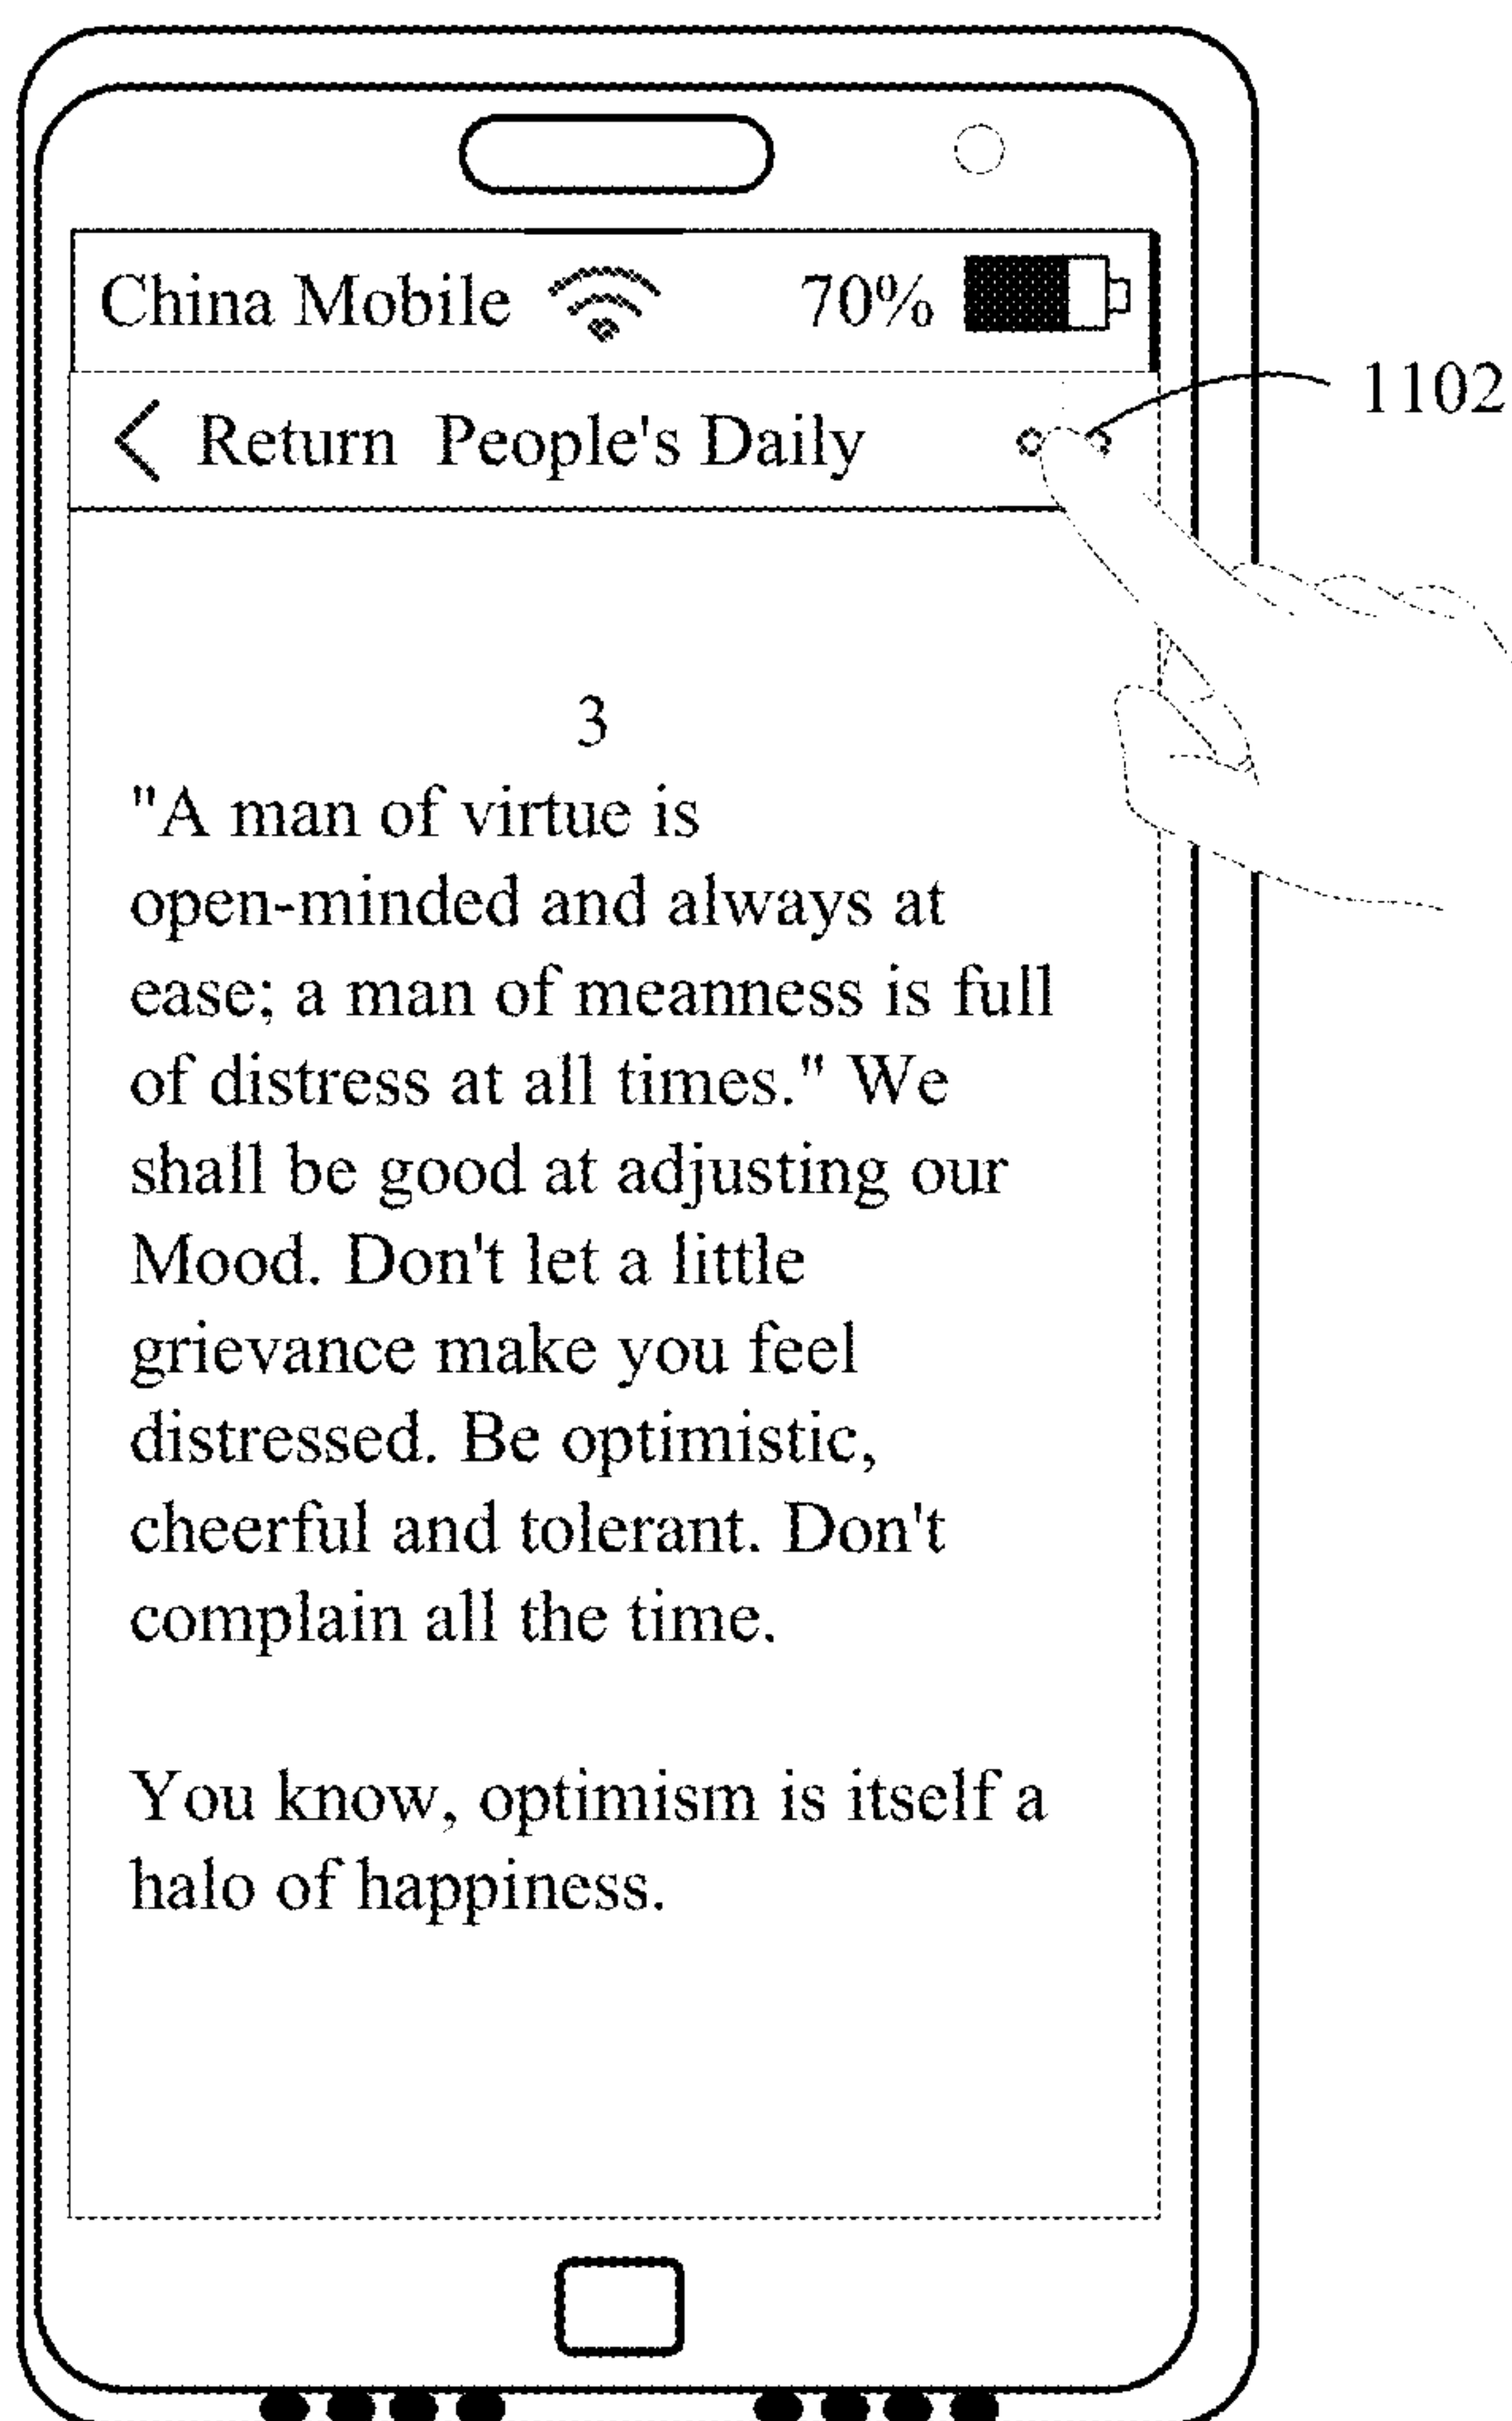 China Mobile 70%
< Return People's Daily
1102
3
"A man of virtue is
open-minded and always at
ease; a man of meanness is full
of distress at all times." We
shall be good at adjusting our
Mood. Don't let a little
grievance make you feel
distressed. Be optimistic,
cheerful and tolerant. Don't
complain all the time.
You know, optimism is itself a
halo of happiness.